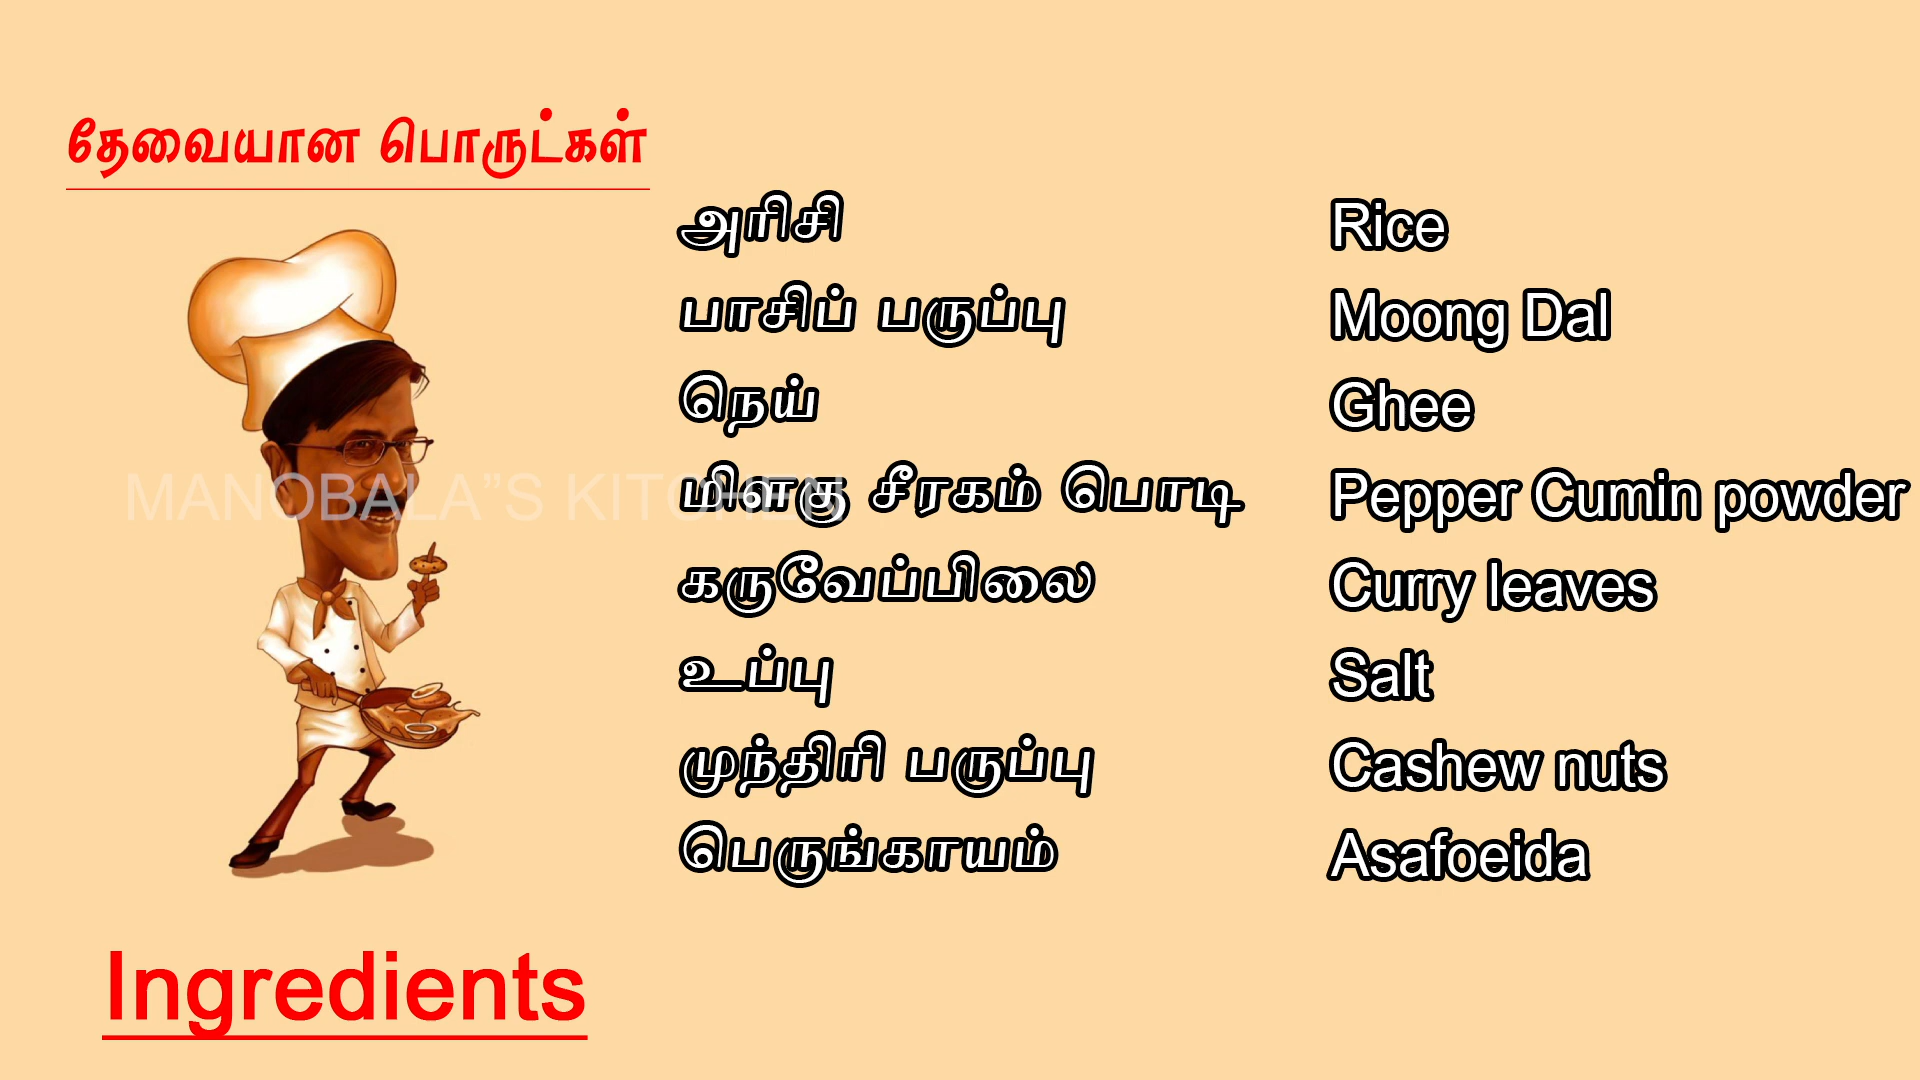 தேவையான பொருட்கள்
அரிசி Rice
பாசிப் பருப்பு Moong Dal
நெய் Ghee
மிளகு சீரகம் பொடி Pepper Cumin powder
MANOBALA”S KITCHEN
கருவேப்பிலை Curry leaves
உப்பு Salt
முந்திரி பருப்பு Cashew nuts
பெருங்காயம் Asafoeida
Ingredients